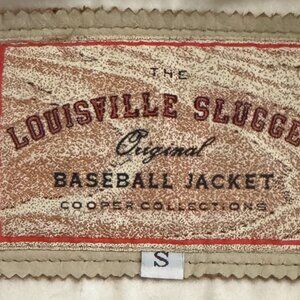 THE
LOUISVILLE SLUGGE
Original
BASEBALL JACKET
COOPER COLLECTIONS
S